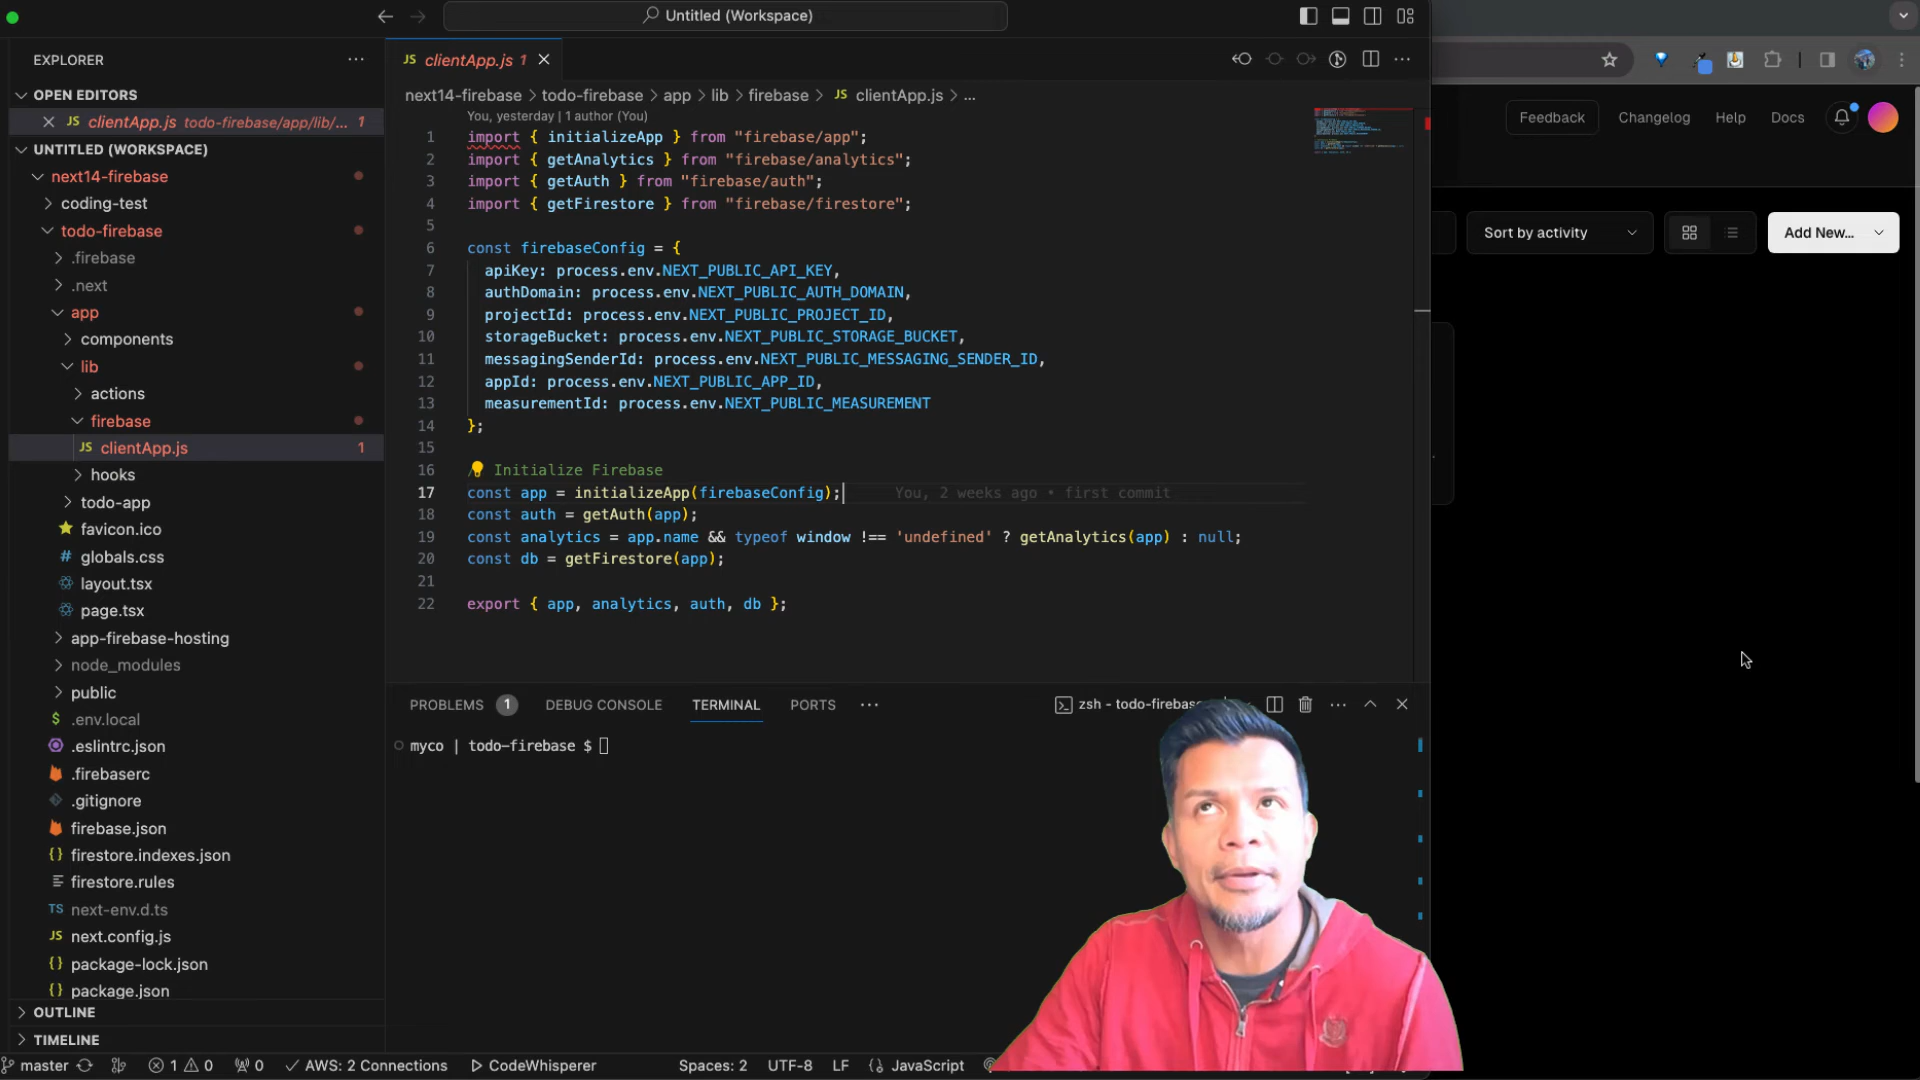 Untitled (Workspace)
EXPLORER
OPEN EDITORS
clientApp.js todo-firebase/app/lib/... 1
UNTITLED (WORKSPACE)
next14-firebase
coding-test
todo-firebase
.firebase
.next
app
components
lib
actions
firebase
JS clientApp.js 1
hooks
todo-app
favicon.ico
globals.css
layout.tsx
page.tsx
app-firebase-hosting
node_modules
public
.env.local
.eslintrc.json
.firebaserc
.gitignore
firebase.json
firestore.indexes.json
firestore.rules
TS next-env.d.ts
JS next.config.js
package-lock.json
package.json
OUTLINE
TIMELINE
JS clientApp.js 1
next14-firebase > todo-firebase > app > lib > firebase > JS clientApp.js > ...
You, yesterday | 1 author (You)
1 import { initializeApp } from "firebase/app";
2 import { getAnalytics } from "firebase/analytics";
3 import { getAuth } from "firebase/auth";
4 import { getFirestore } from "firebase/firestore";
5
6 const firebaseConfig = {
7 apiKey: process.env.NEXT_PUBLIC_API_KEY,
8 authDomain: process.env.NEXT_PUBLIC_AUTH_DOMAIN,
9 projectId: process.env.NEXT_PUBLIC_PROJECT_ID,
10 storageBucket: process.env.NEXT_PUBLIC_STORAGE_BUCKET,
11 messagingSenderId: process.env.NEXT_PUBLIC_MESSAGING_SENDER_ID,
12 appId: process.env.NEXT_PUBLIC_APP_ID,
13 measurementId: process.env.NEXT_PUBLIC_MEASUREMENT
14 };
15
16 Initialize Firebase
17 const app = initializeApp(firebaseConfig); You, 2 weeks ago • first commit
18 const auth = getAuth(app);
19 const analytics = app.name && typeof window !== 'undefined' ? getAnalytics(app) : null;
20 const db = getFirestore(app);
21
22 export { app, analytics, auth, db };
PROBLEMS 1 DEBUG CONSOLE TERMINAL PORTS ...
zsh - todo-firebase
myco | todo-firebase $
master 1 0 0 AWS: 2 Connections CodeWhisperer Spaces: 2 UTF-8 LF {} JavaScript
Feedback Changelog Help Docs
Sort by activity
Add New...